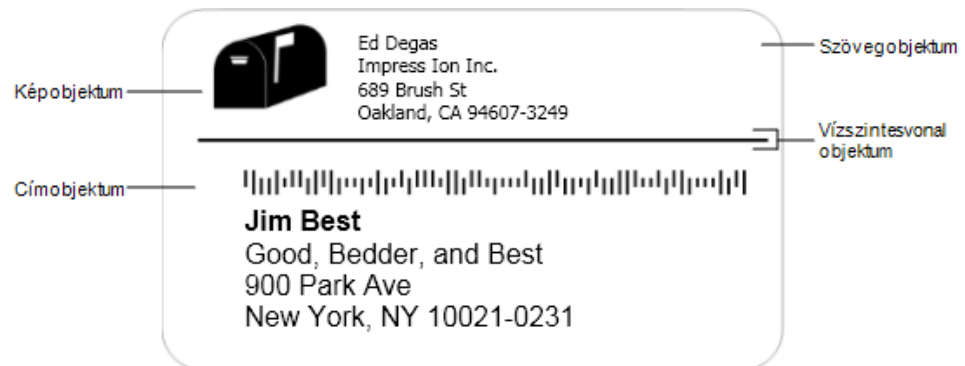 Képobjektum
Ed Degas
Impress Ion Inc.
689 Brush St
Oakland, CA 94607-3249
Szövegobjektum
Vízszintesvonal
objektum
Címobjektum
Jim Best
Good, Bedder, and Best
900 Park Ave
New York, NY 10021-0231